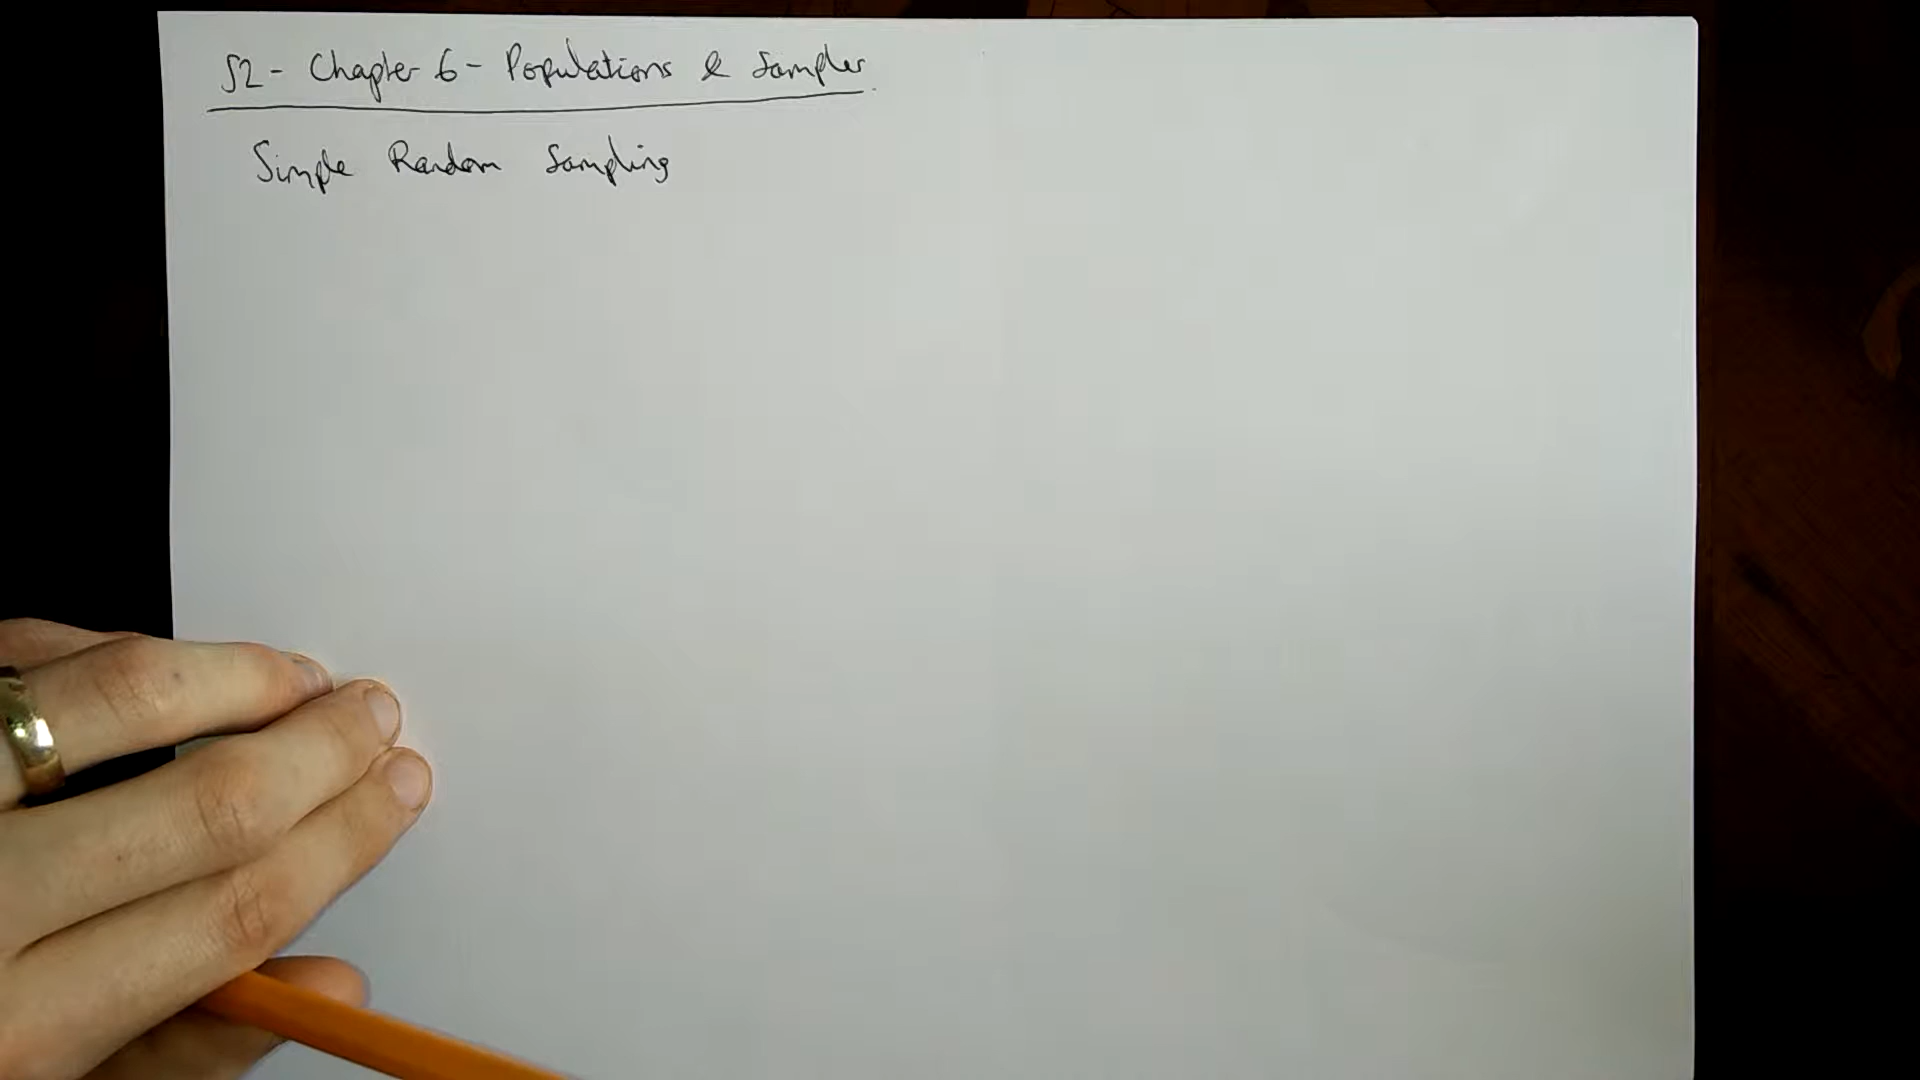 S2 - Chapter 6 - Populations & Samples.
Simple Random Sampling